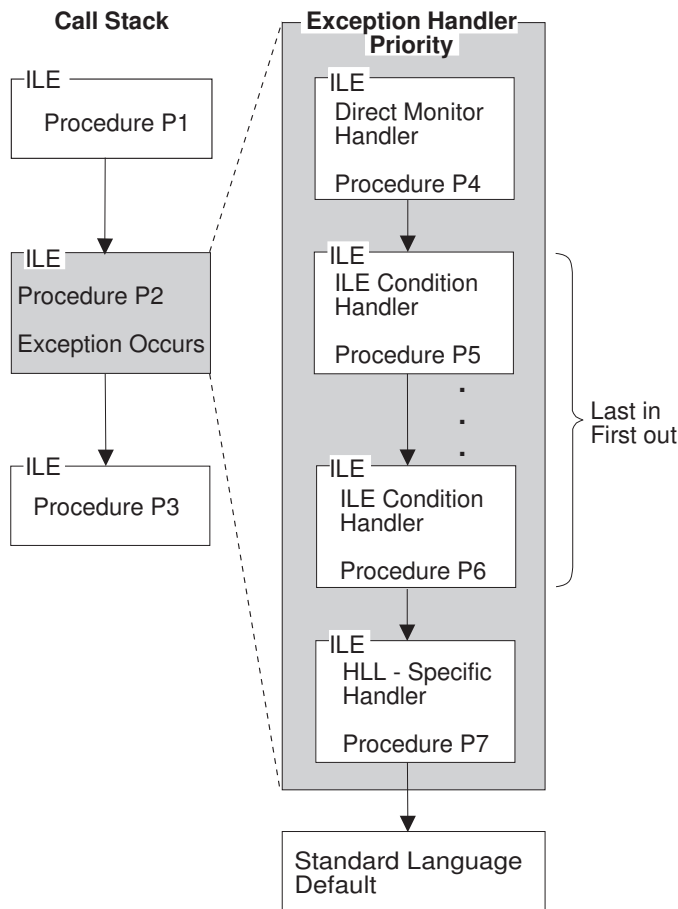 Call Stack
ILE
Procedure P1
ILE
Procedure P2
Exception Occurs
ILE
Procedure P3
Exception Handler
Priority
ILE
Direct Monitor
Handler
Procedure P4
ILE
ILE Condition
Handler
Procedure P5
.
.
.
ILE
ILE Condition
Handler
Procedure P6
Last in
First out
ILE
HLL - Specific
Handler
Procedure P7
Standard Language
Default